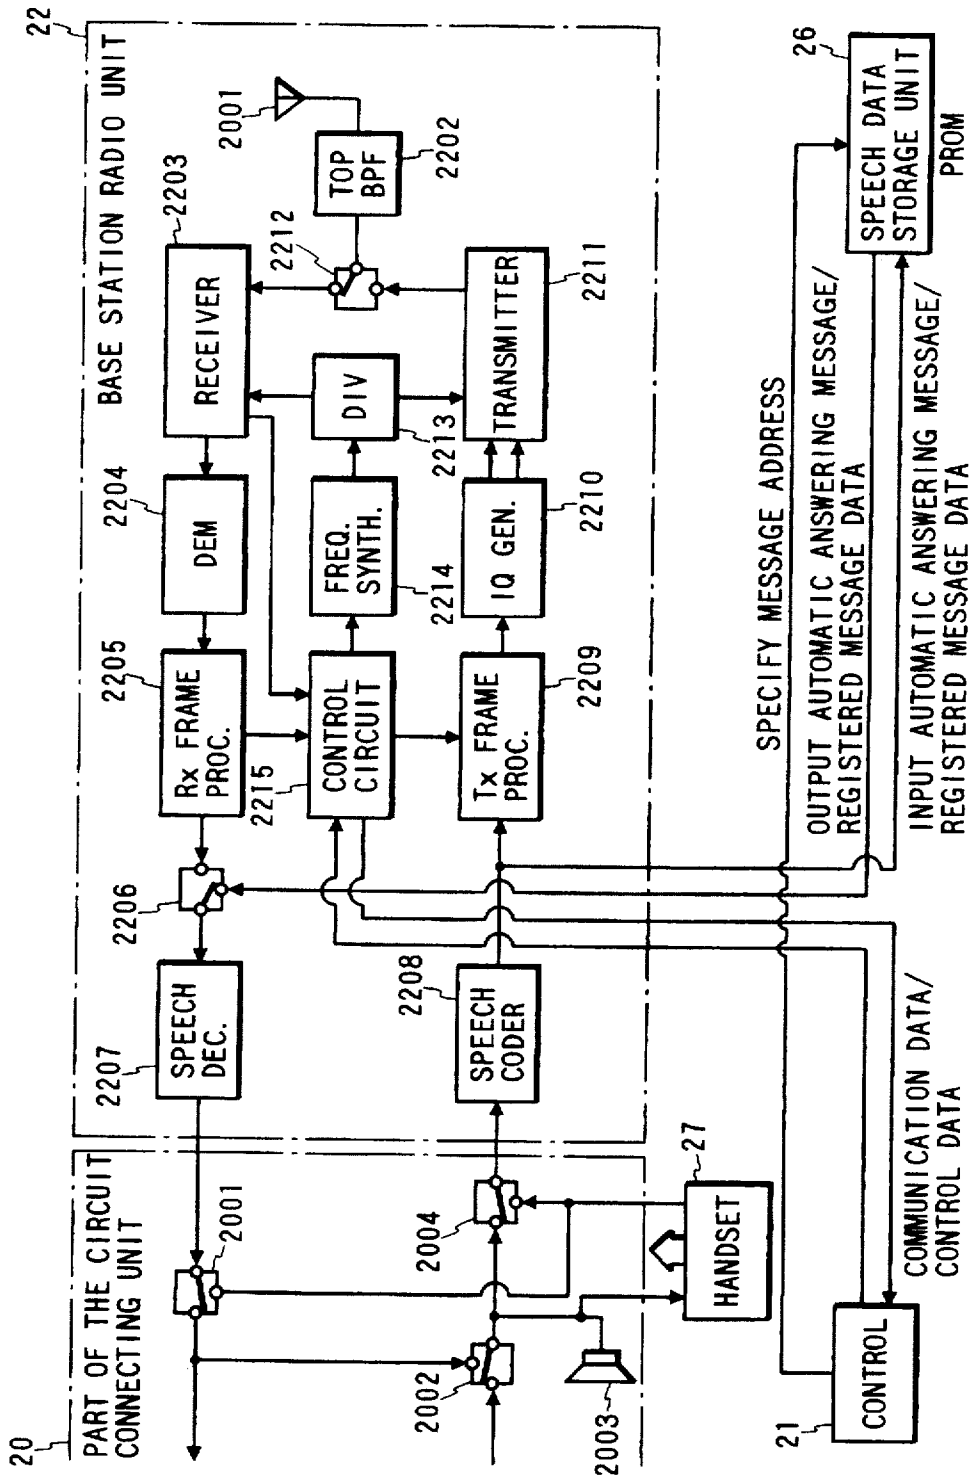 22
BASE STATION RADIO UNIT
2001
TOP
BPF
2202
2203
RECEIVER
2212
2211
TRANSMITTER
DIV
2213
2204
DEM
FREQ.
SYNTH.
2214
2210
IQ GEN.
2205
Rx FRAME
PROC.
CONTROL
CIRCUIT
2215
Tx FRAME
PROC.
2209
2206
2207
SPEECH
DEC.
2208
SPEECH
CODER
20
PART OF THE CIRCUIT
CONNECTING UNIT
2001
2002
2004
2003
27
HANDSET
21
CONTROL
COMMUNICATION DATA/
CONTROL DATA
SPECIFY MESSAGE ADDRESS
OUTPUT AUTOMATIC ANSWERING MESSAGE/
REGISTERED MESSAGE DATA
INPUT AUTOMATIC ANSWERING MESSAGE/
REGISTERED MESSAGE DATA
26
SPEECH DATA
STORAGE UNIT
PROM